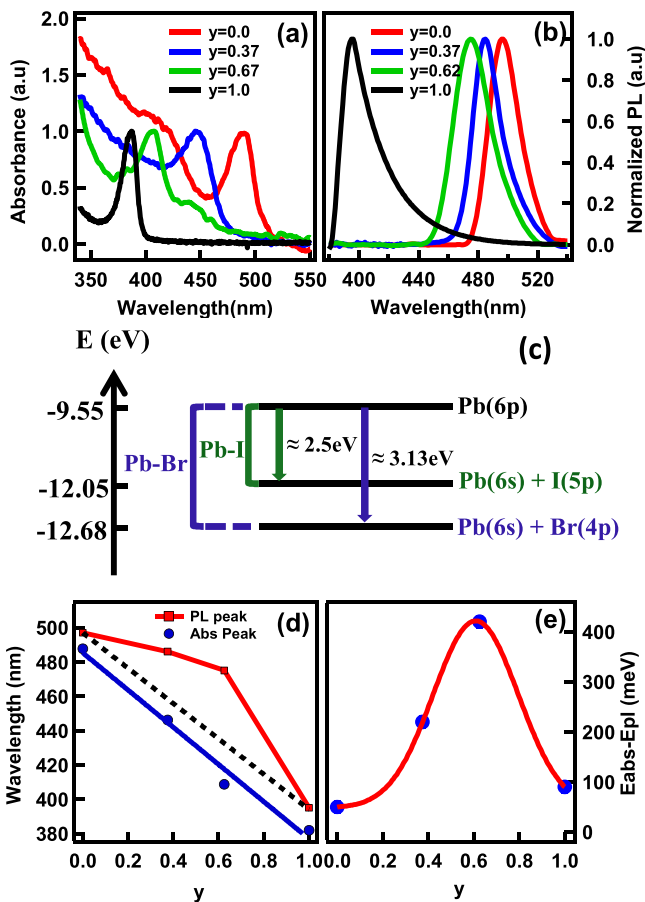 (a)
y=0.0
y=0.37
y=0.67
y=1.0
Absorbance (a.u)
2.0
1.5
1.0
0.5
0.0
350 400 450 500 550
Wavelength(nm)
(b)
y=0.0
y=0.37
y=0.62
y=1.0
1.0
0.8
0.6
0.4
0.2
0.0
Normalized PL (a.u)
400 440 480 520
Wavelength(nm)
(c)
E (eV)
-9.55
-12.05
-12.68
Pb-Br
Pb-I
≈ 2.5eV
≈ 3.13eV
Pb(6p)
Pb(6s) + I(5p)
Pb(6s) + Br(4p)
(d)
PL peak
Abs Peak
Wavelength (nm)
500
480
460
440
420
400
380
0.0 0.2 0.4 0.6 0.8 1.0
y
(e)
400
300
200
100
0
Eabs-Epl (meV)
0.0 0.2 0.4 0.6 0.8 1.0
y